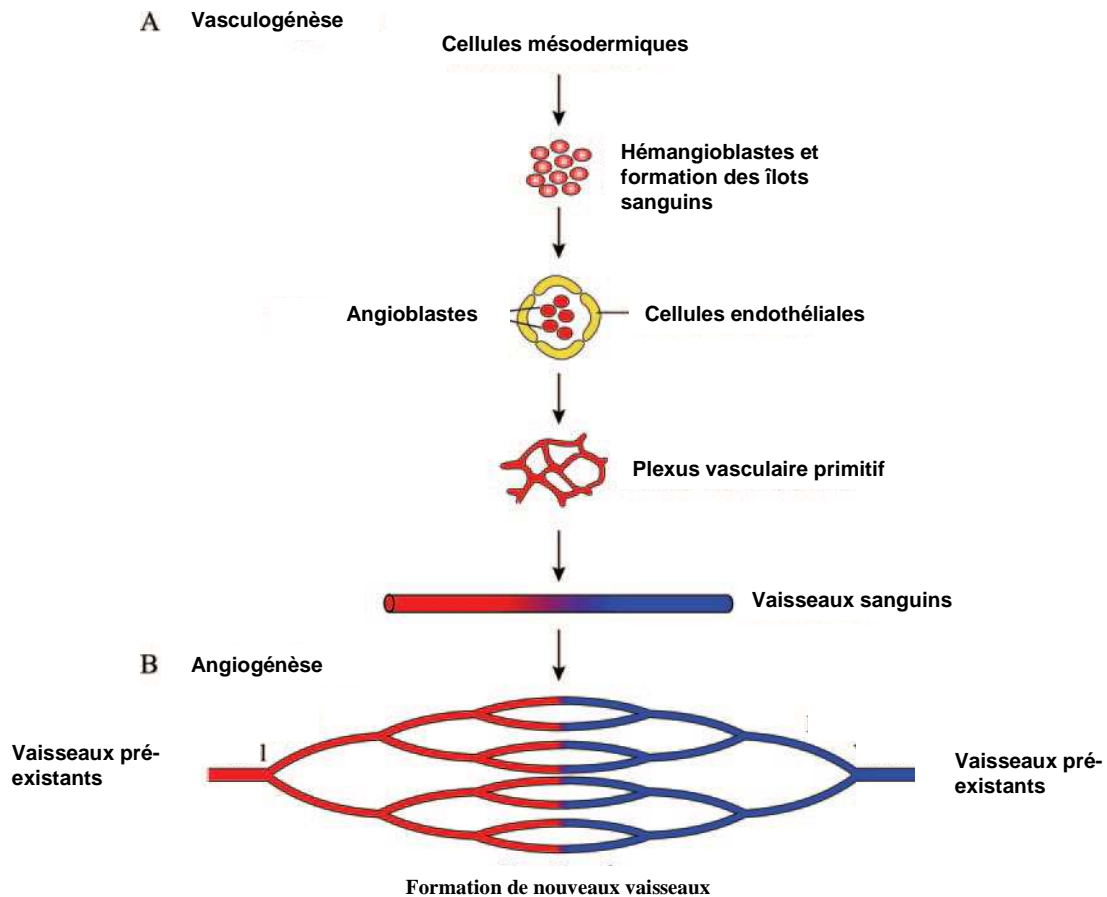 A Vasculogénèse
Cellules mésodermiques
Hémangioblastes et
formation des îlots
sanguins
Angioblastes
Cellules endothéliales
Plexus vasculaire primitif
Vaisseaux sanguins
B Angiogénèse
Vaisseaux pré-
existants
Vaisseaux pré-
existants
Formation de nouveaux vaisseaux